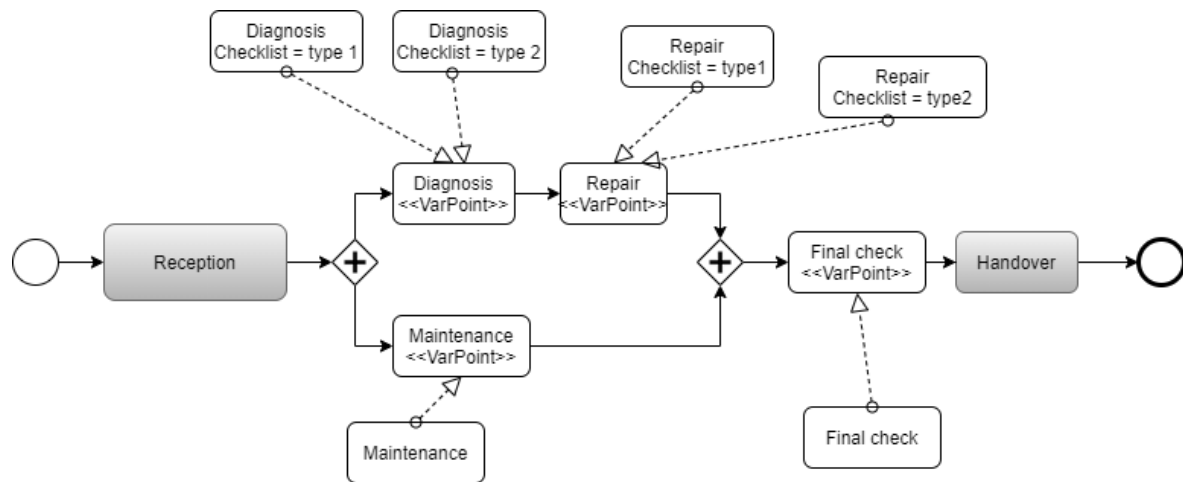 Diagnosis
Checklist = type 1
Diagnosis
Checklist = type 2
Repair
Checklist = type1
Repair
Checklist = type2
Diagnosis
<<VarPoint>>
Repair
<<VarPoint>>
Reception
Final check
<<VarPoint>>
Handover
Maintenance
<<VarPoint>>
Maintenance
Final check